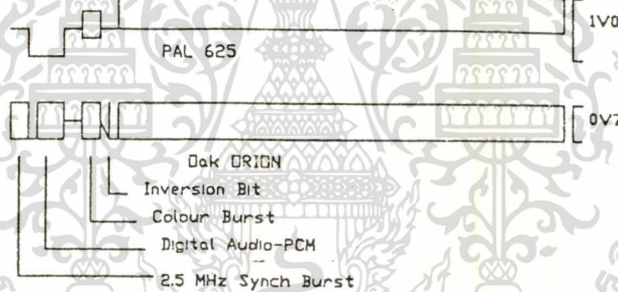 1V0
PAL 625
0V7
Oak ORION
Inversion Bit
Colour Burst
Digital Audio-PCM
2.5 MHz Synch Burst